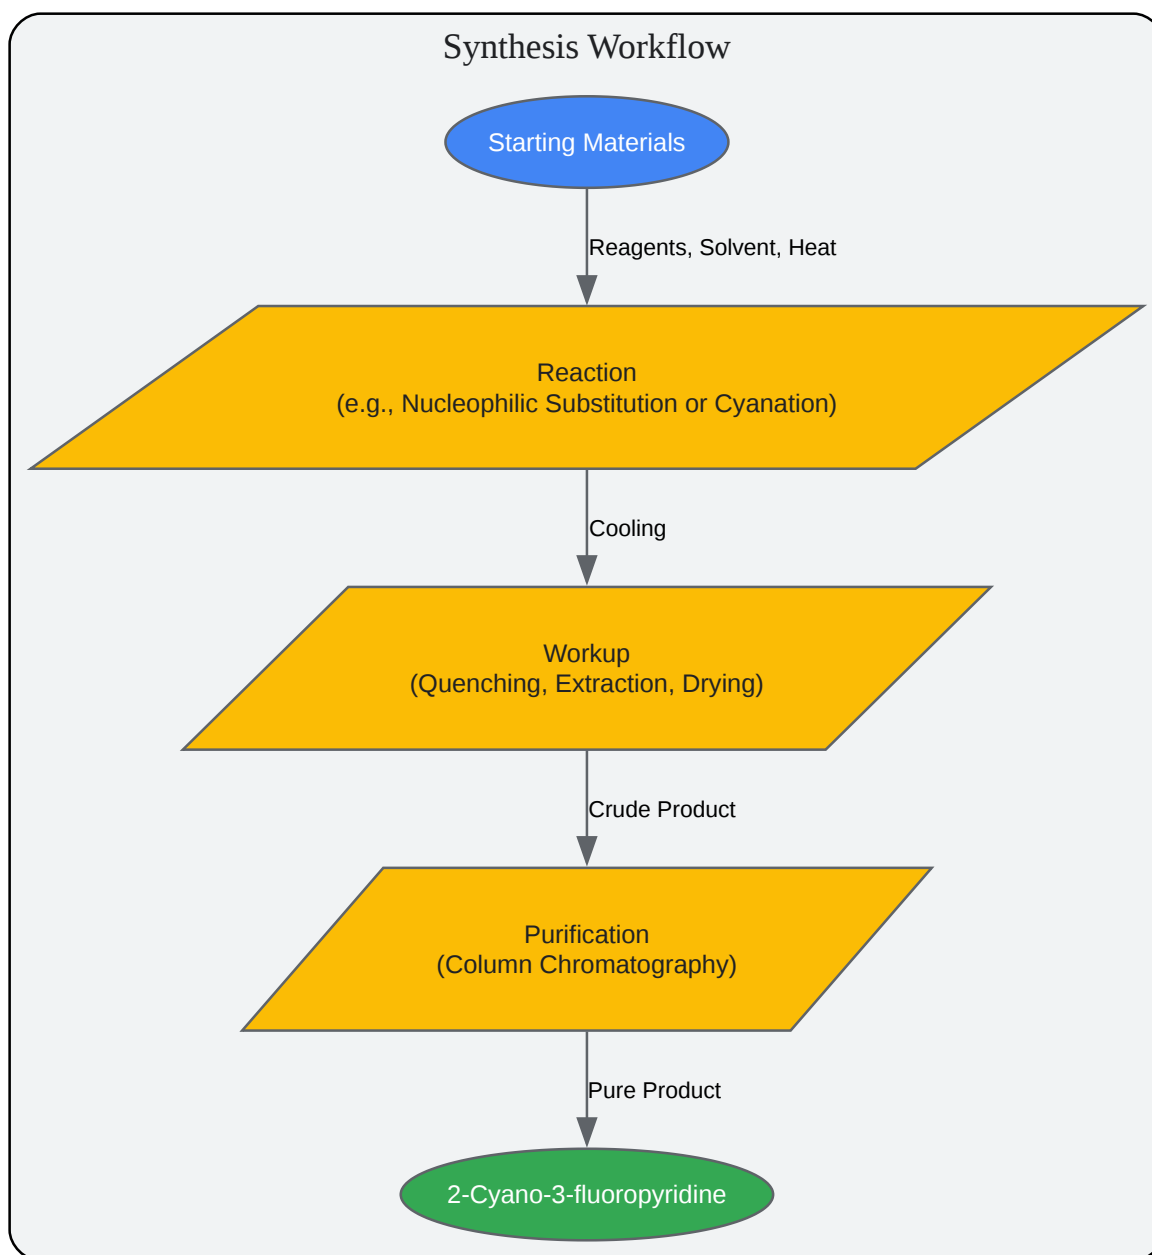 Synthesis Workflow
Starting Materials
Reagents, Solvent, Heat
Reaction
(e.g., Nucleophilic Substitution or Cyanation)
Cooling
Workup
(Quenching, Extraction, Drying)
Crude Product
Purification
(Column Chromatography)
Pure Product
2-Cyano-3-fluoropyridine